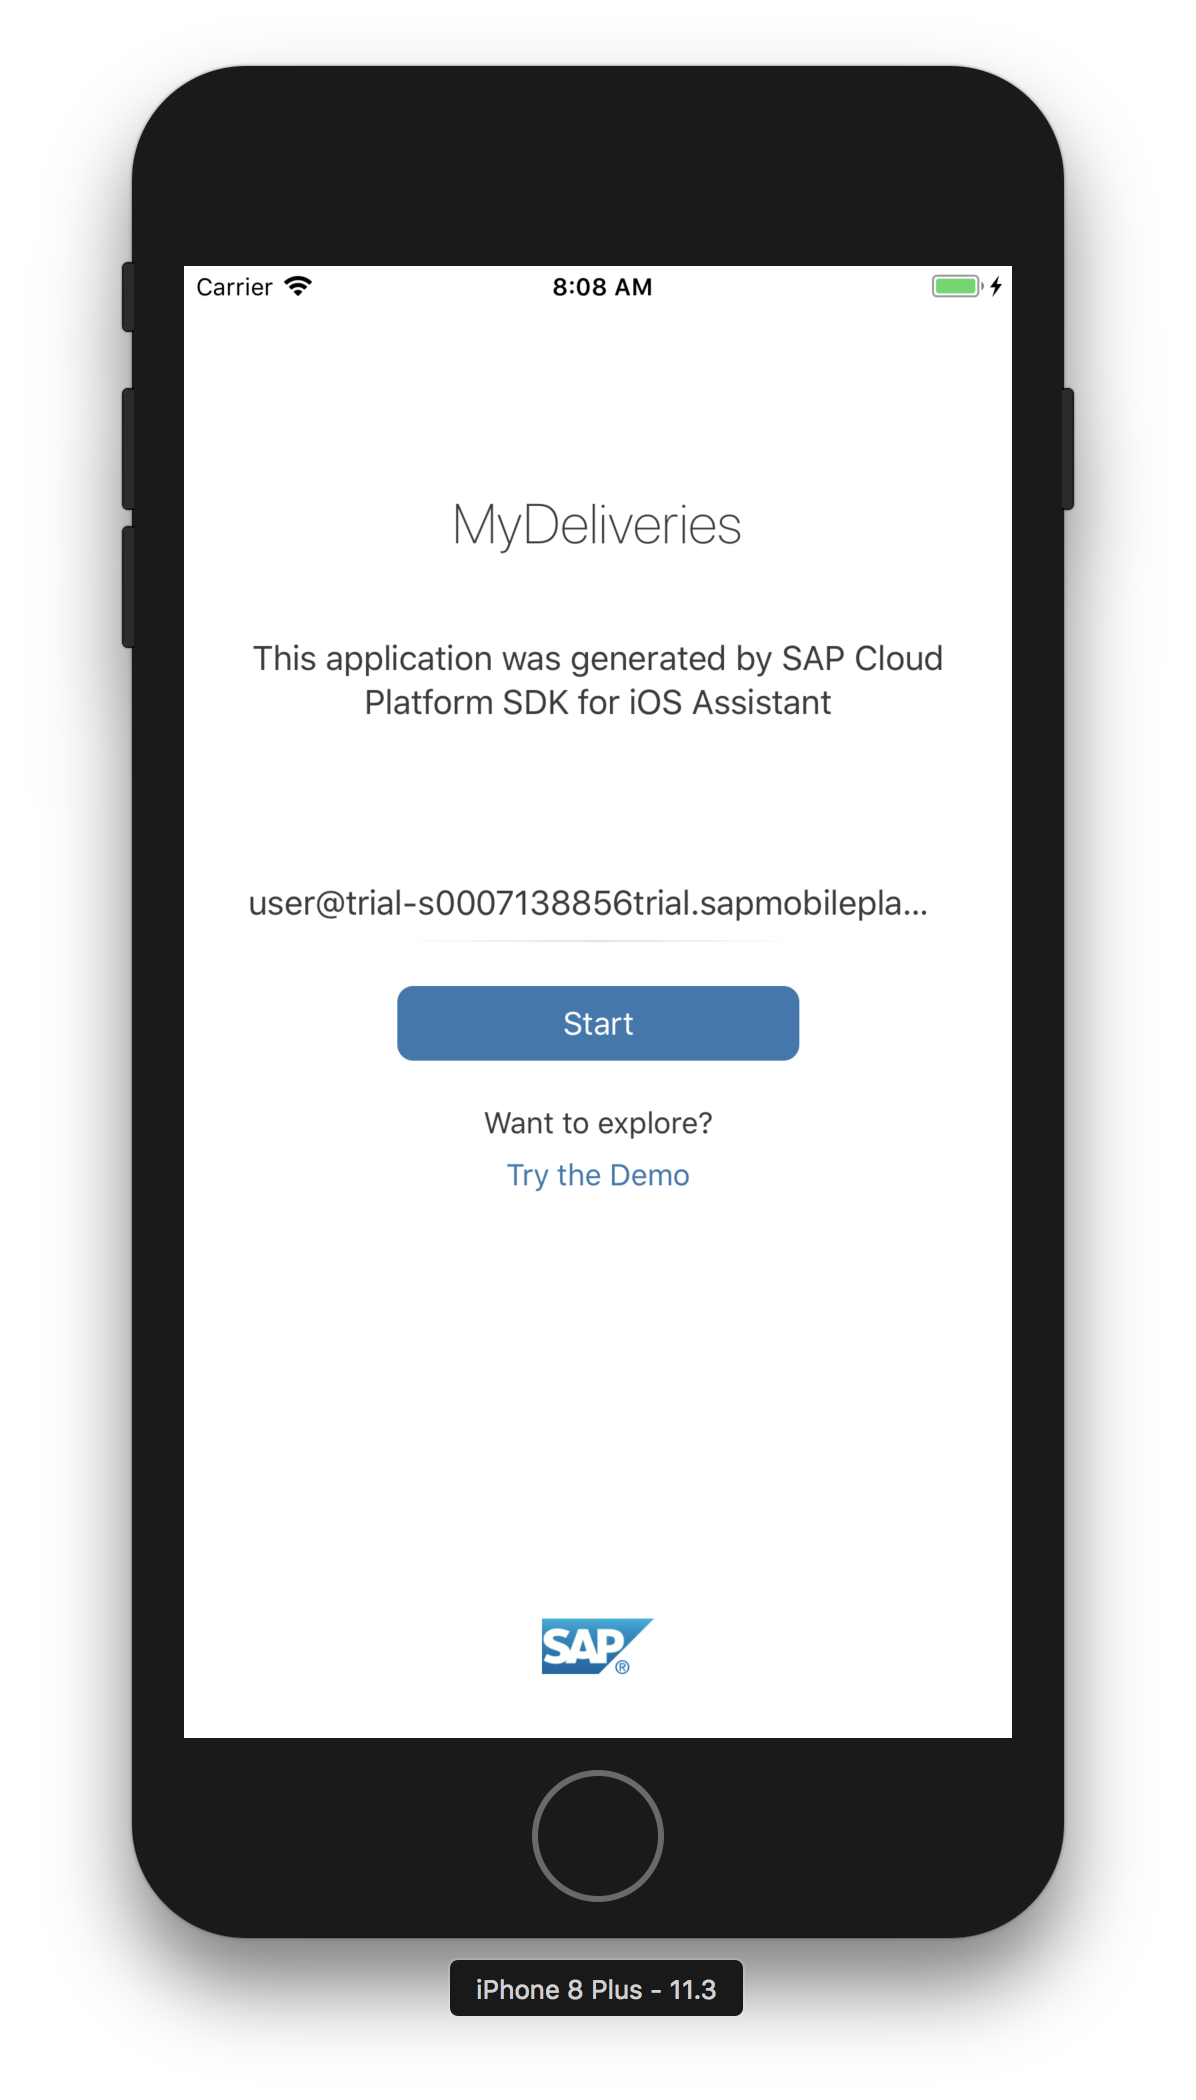 Carrier 8:08 AM
MyDeliveries
This application was generated by SAP Cloud
Platform SDK for iOS Assistant
user@trial-s0007138856trial.sapmobilepla...
Start
Want to explore?
Try the Demo
SAP®
iPhone 8 Plus - 11.3